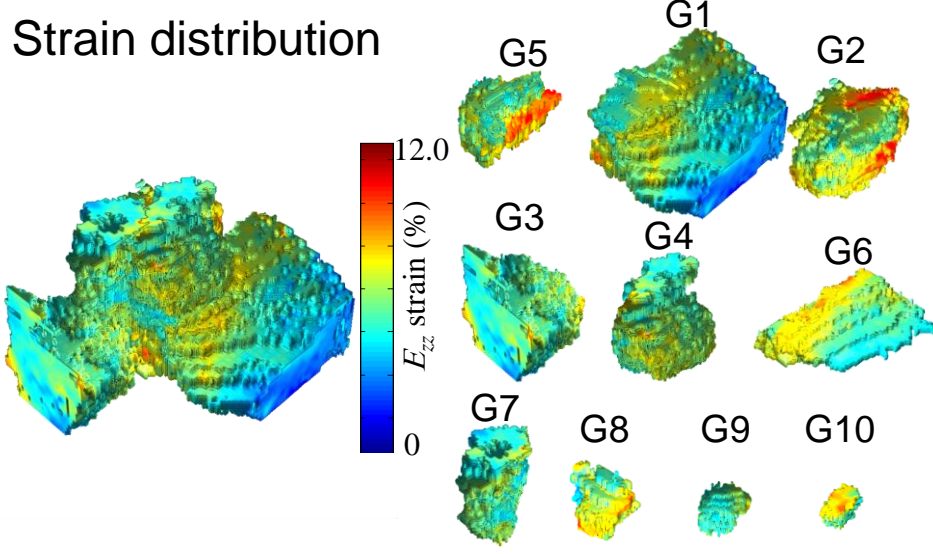 Strain distribution
12.0
E_zz strain (%)
0
G5
G1
G2
G3
G4
G6
G7
G8
G9
G10